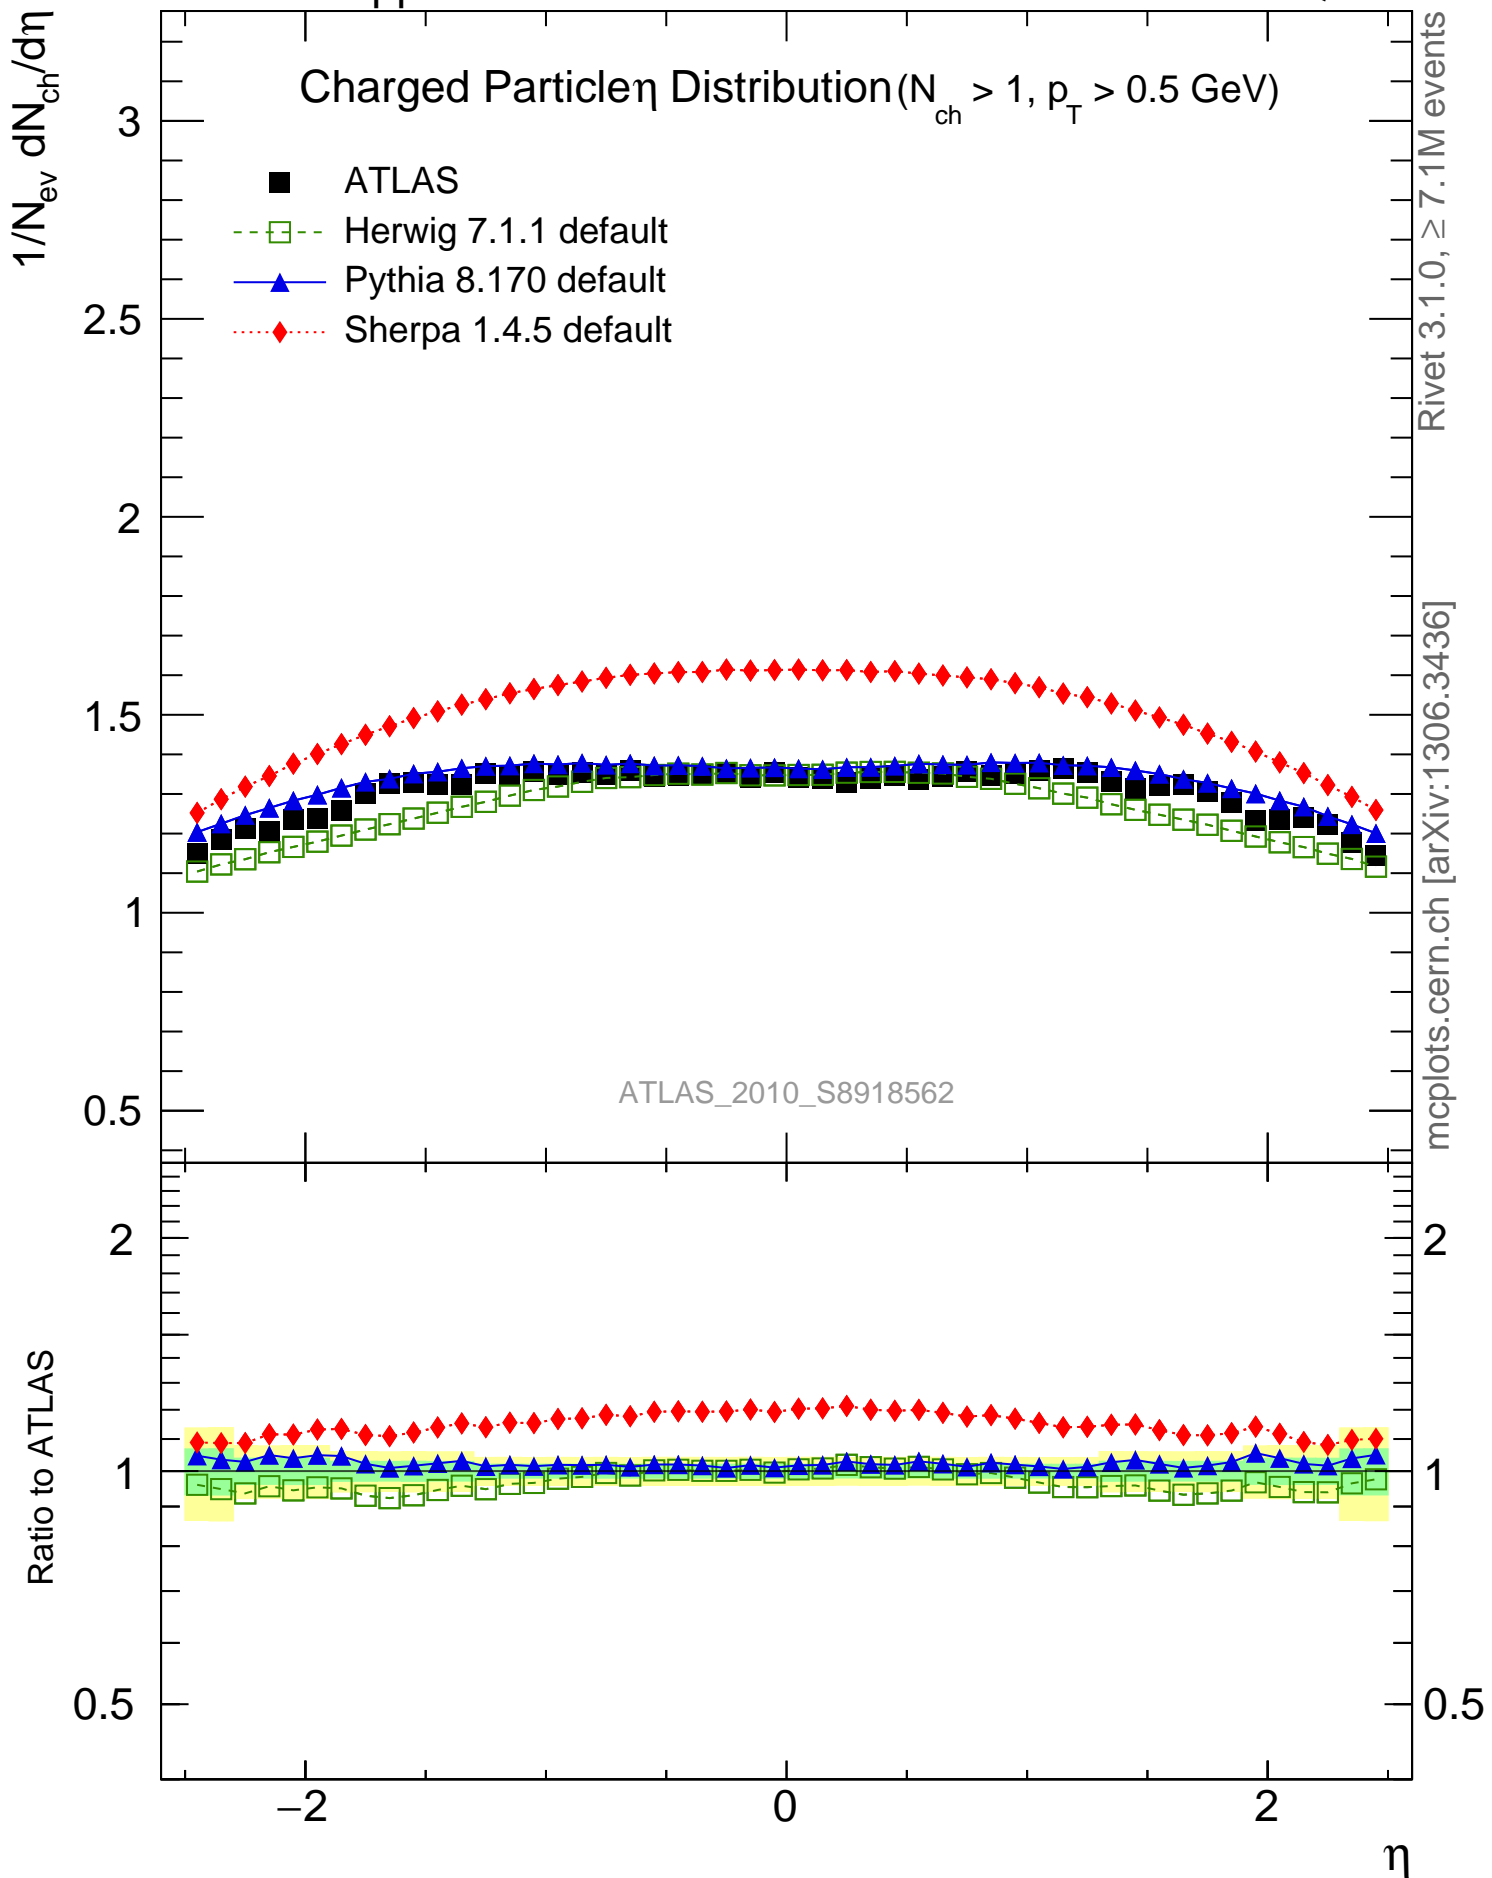 pp
1/N_ev dN_ch/dη
Charged Particleη Distribution (N_ch > 1, p_T > 0.5 GeV)
ATLAS
Herwig 7.1.1 default
Pythia 8.170 default
Sherpa 1.4.5 default
3
2.5
2
1.5
1
0.5
ATLAS_2010_S8918562
Rivet 3.1.0, ≥ 7.1M events
mcplots.cern.ch [arXiv:1306.3436]
Ratio to ATLAS
2
1
0.5
2
1
0.5
−2
0
2
η